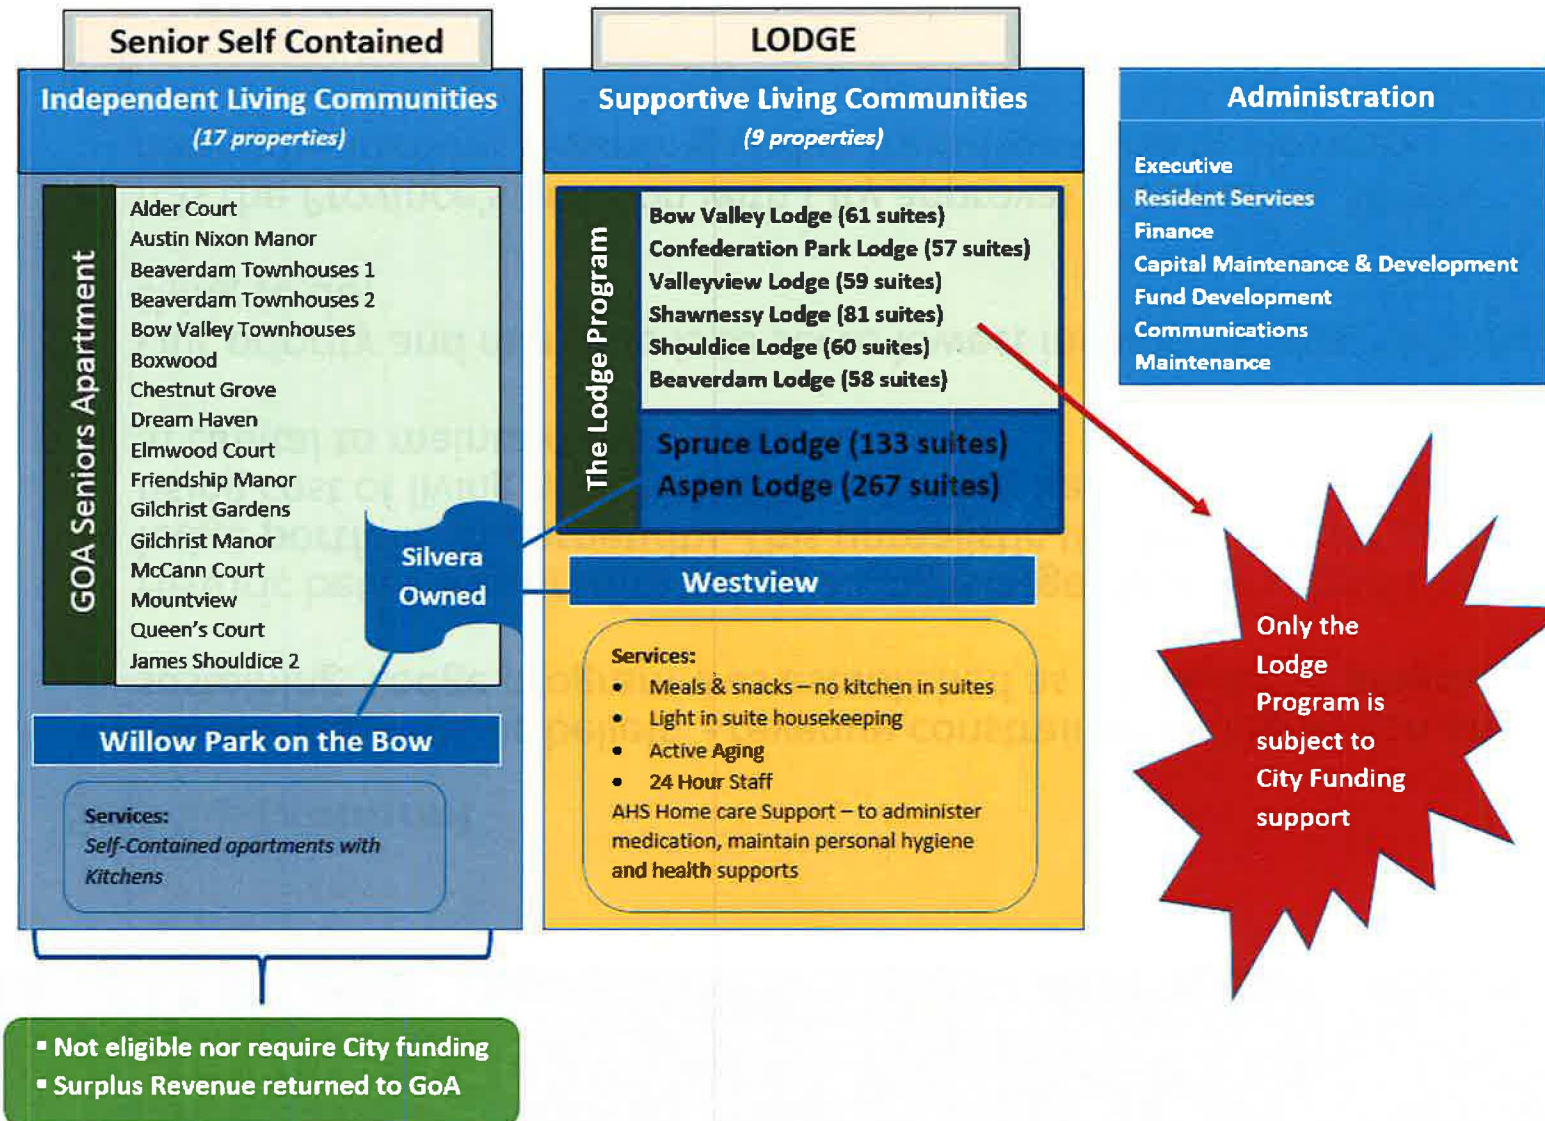 Senior Self Contained
Independent Living Communities
(17 properties)
GOA Seniors Apartment
Alder Court
Austin Nixon Manor
Beaverdam Townhouses 1
Beaverdam Townhouses 2
Bow Valley Townhouses
Boxwood
Chestnut Grove
Dream Haven
Elmwood Court
Friendship Manor
Gilchrist Gardens
Gilchrist Manor
McCann Court
Mountview
Queen's Court
James Shouldice 2
Silvera
Owned
Willow Park on the Bow
Services:
Self-Contained apartments with
Kitchens
▪ Not eligible nor require City funding
▪ Surplus Revenue returned to GoA
LODGE
Supportive Living Communities
(9 properties)
The Lodge Program
Bow Valley Lodge (61 suites)
Confederation Park Lodge (57 suites)
Valleyview Lodge (59 suites)
Shawnessy Lodge (81 suites)
Shouldice Lodge (60 suites)
Beaverdam Lodge (58 suites)
Spruce Lodge (133 suites)
Aspen Lodge (267 suites)
Westview
Services:
• Meals & snacks – no kitchen in suites
• Light in suite housekeeping
• Active Aging
• 24 Hour Staff
AHS Home care Support – to administer
medication, maintain personal hygiene
and health supports
Administration
Executive
Resident Services
Finance
Capital Maintenance & Development
Fund Development
Communications
Maintenance
Only the
Lodge
Program is
subject to
City Funding
support